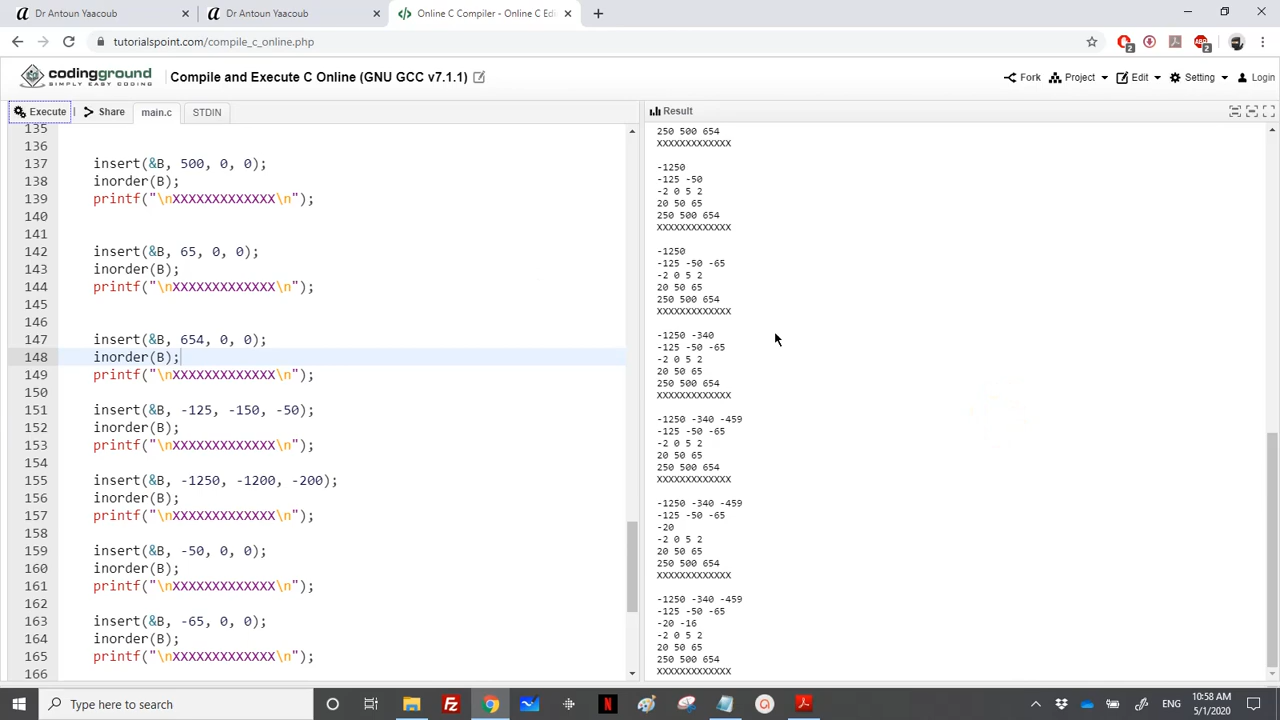 Dr Antoun Yaacoub
Dr Antoun Yaacoub
Online C Compiler - Online C Edi
tutorialspoint.com/compile_c_online.php
2
2
codingground
SIMPLY EASY CODING
Compile and Execute C Online (GNU GCC v7.1.1)
Fork
Project
Edit
Setting
Login
Execute
Share
main.c
STDIN
Result
135
136
137 insert(&B, 500, 0, 0);
138 inorder(B);
139 printf("\nXXXXXXXXXXXXX\n");
140
141
142 insert(&B, 65, 0, 0);
143 inorder(B);
144 printf("\nXXXXXXXXXXXXX\n");
145
146
147 insert(&B, 654, 0, 0);
148 inorder(B);
149 printf("\nXXXXXXXXXXXXX\n");
150
151 insert(&B, -125, -150, -50);
152 inorder(B);
153 printf("\nXXXXXXXXXXXXX\n");
154
155 insert(&B, -1250, -1200, -200);
156 inorder(B);
157 printf("\nXXXXXXXXXXXXX\n");
158
159 insert(&B, -50, 0, 0);
160 inorder(B);
161 printf("\nXXXXXXXXXXXXX\n");
162
163 insert(&B, -65, 0, 0);
164 inorder(B);
165 printf("\nXXXXXXXXXXXXX\n");
166
250 500 654
XXXXXXXXXXXXX
-1250
-125 -50
-2 0 5 2
20 50 65
250 500 654
XXXXXXXXXXXXX
-1250
-125 -50 -65
-2 0 5 2
20 50 65
250 500 654
XXXXXXXXXXXXX
-1250 -340
-125 -50 -65
-2 0 5 2
20 50 65
250 500 654
XXXXXXXXXXXXX
-1250 -340 -459
-125 -50 -65
-2 0 5 2
20 50 65
250 500 654
XXXXXXXXXXXXX
-1250 -340 -459
-125 -50 -65
-20
-2 0 5 2
20 50 65
250 500 654
XXXXXXXXXXXXX
-1250 -340 -459
-125 -50 -65
-20 -16
-2 0 5 2
20 50 65
250 500 654
XXXXXXXXXXXXX
Type here to search
ENG
10:58 AM
5/1/2020